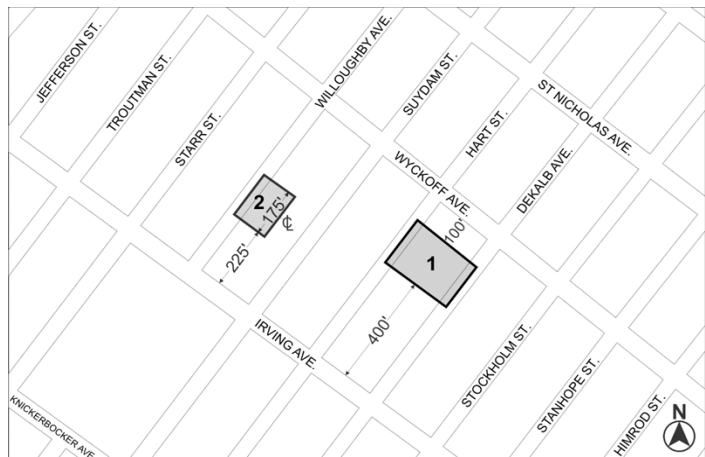 JEFFERSON ST.
TROUTMAN ST.
STARR ST.
WILLOUGHBY AVE.
SUYDAM ST.
HART ST.
ST NICHOLAS AVE.
WYCKOFF AVE.
DEKALB AVE.
2
175'
℄
225'
100'
1
400'
IRVING AVE.
STOCKHOLM ST.
STANHOPE ST.
HIMROD ST.
KNICKERBOCKER AVE
N